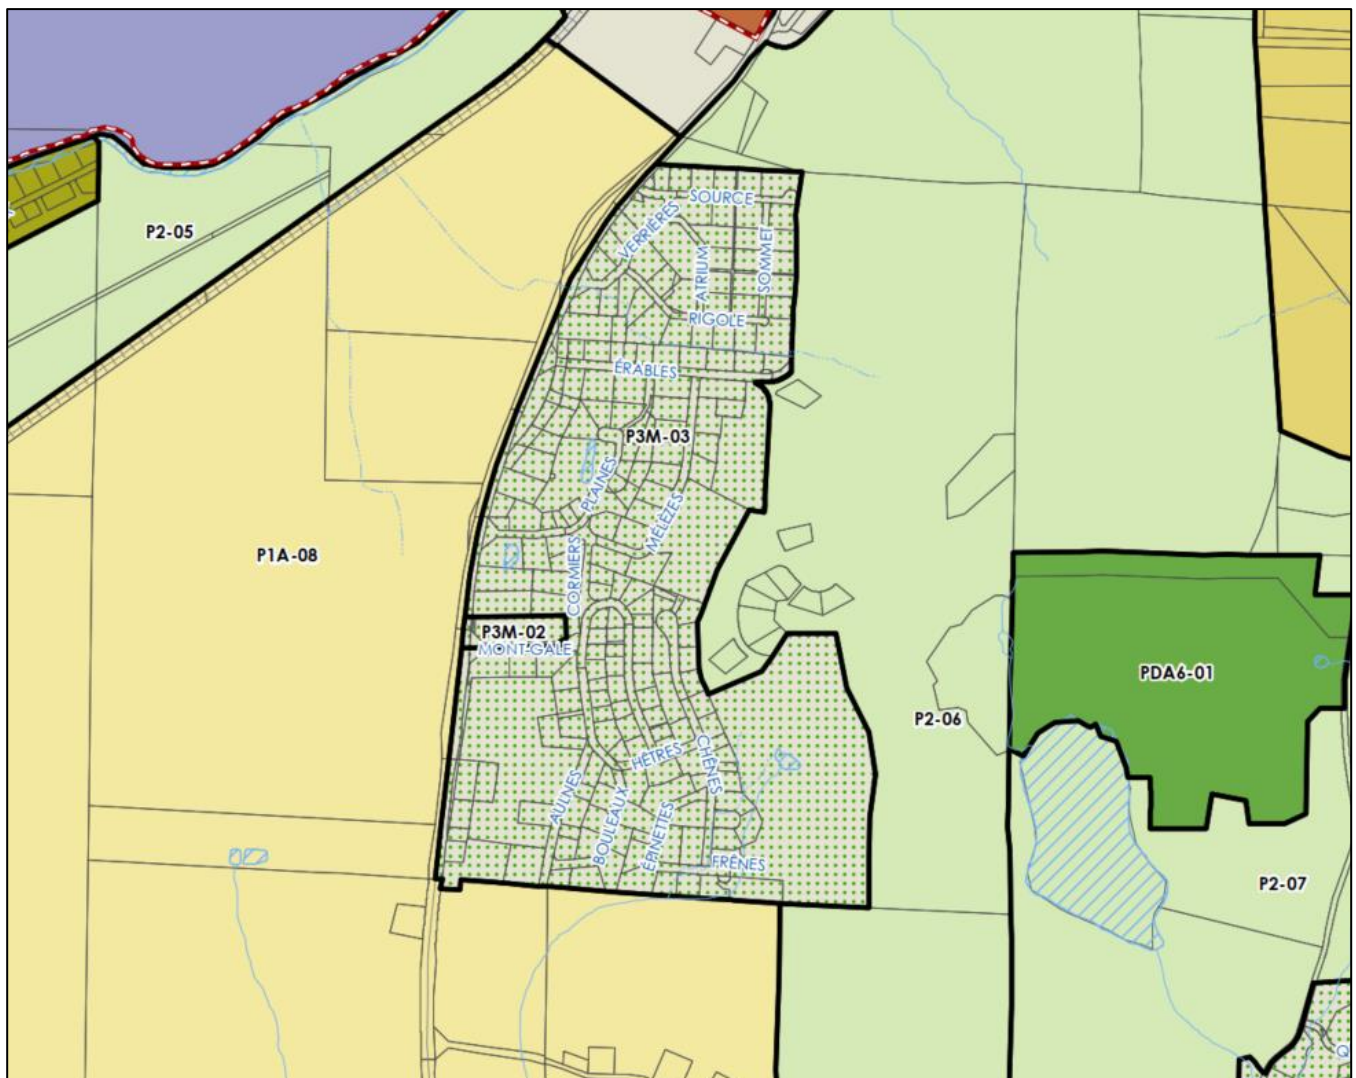 SOURCE
VERRIÈRES
P2-05
ATRIUM
SOMMET
RIGOLE
ÉRABLES
P3M-03
PLAINES
MÉLÈZES
P1A-08
CORMIERS
P3M-02
MONT-GALE
PDA6-01
P2-06
CHÊNES
HÊTRES
AULNES
BOULEAUX
ÉPINETTES
FRÊNES
P2-07